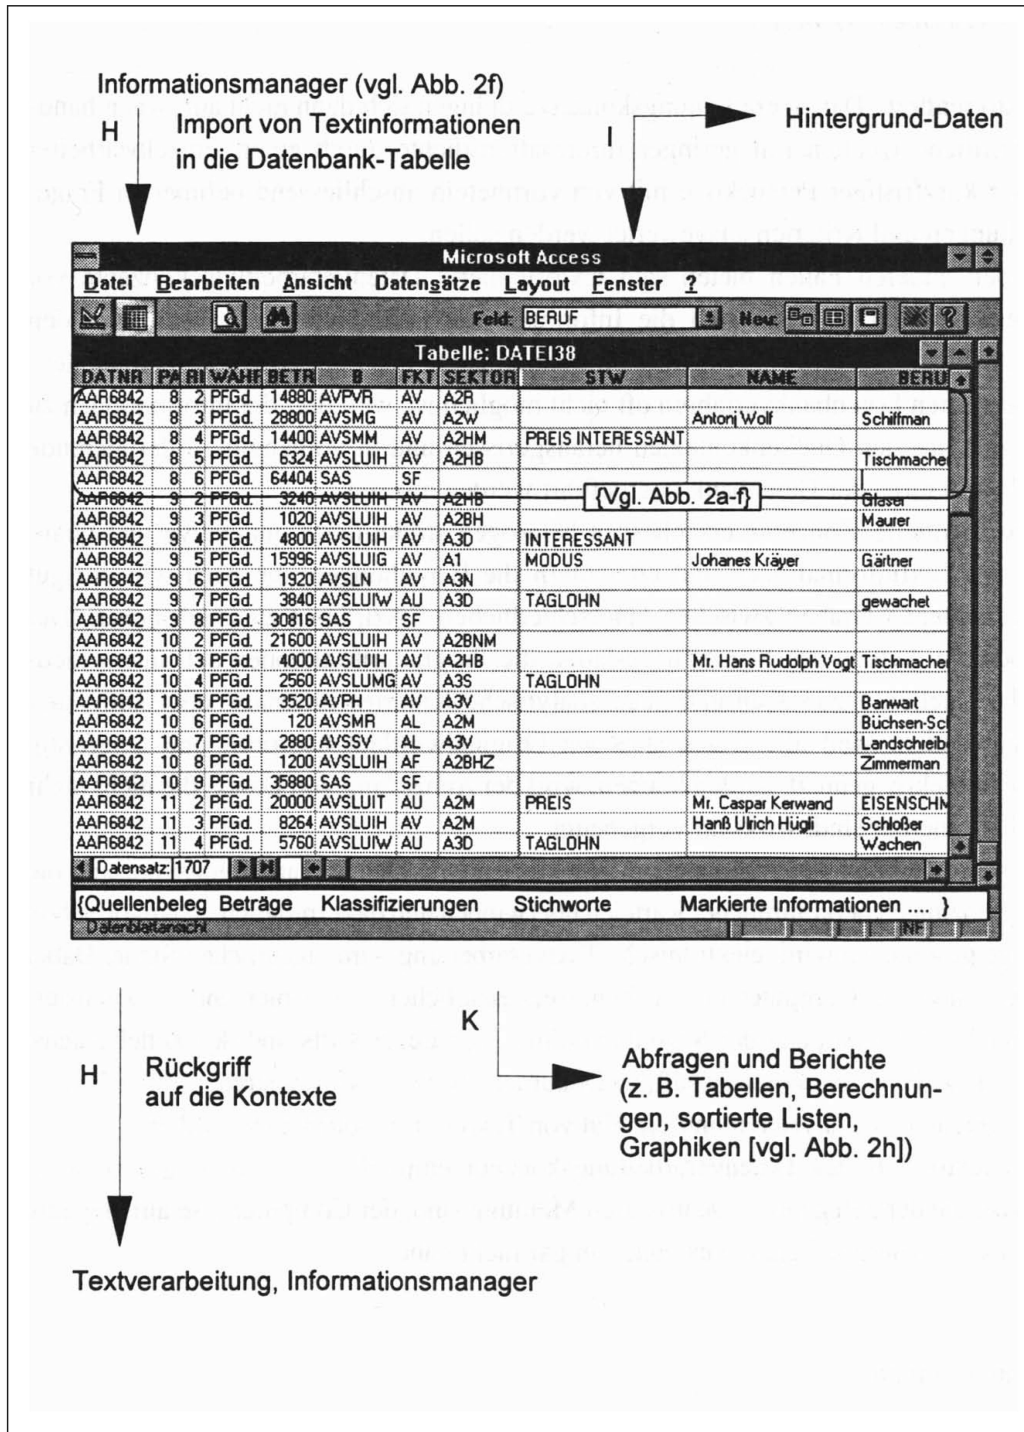 Informationsmanager (vgl. Abb. 2f)
H
Import von Textinformationen
in die Datenbank-Tabelle
I
Hintergrund-Daten
Microsoft Access
Datei Bearbeiten Ansicht Datensätze Layout Fenster ?
Feld: BERUF Neu:
Tabelle: DATEI38
DATNR PA RI WÄHF BETR B FKT SEKTOR STW NAME BERU
AAR6842 8 2 PFGd. 14880 AVPVR AV A2R
AAR6842 8 3 PFGd. 28800 AVSMG AV A2W Antonj Wolf Schiffman
AAR6842 8 4 PFGd. 14400 AVSMM AV A2HM PREIS INTERESSANT
AAR6842 8 5 PFGd. 6324 AVSLUIH AV A2HB Tischmacher
AAR6842 8 6 PFGd. 64404 SAS SF
AAR6842 9 2 PFGd. 3240 AVSLUIH AV A2HB Glaser
{Vgl. Abb. 2a-f}
AAR6842 9 3 PFGd. 1020 AVSLUIH AV A2BH Maurer
AAR6842 9 4 PFGd. 4800 AVSLUIH AV A3D INTERESSANT
AAR6842 9 5 PFGd. 15996 AVSLUIG AV A1 MODUS Johanes Kräyer Gärtner
AAR6842 9 6 PFGd. 1920 AVSLUN AV A3N
AAR6842 9 7 PFGd. 3840 AVSLUIW AU A3D TAGLOHN gewachet
AAR6842 9 8 PFGd. 30816 SAS SF
AAR6842 10 2 PFGd. 21600 AVSLUIH AV A2BNM
AAR6842 10 3 PFGd. 4000 AVSLUIH AV A2HB Mr. Hans Rudolph Vogt Tischmacher
AAR6842 10 4 PFGd. 2560 AVSLUMG AV A3S TAGLOHN
AAR6842 10 5 PFGd. 3520 AVPH AV A3V Banwart
AAR6842 10 6 PFGd. 120 AVSMR AL A2M Büchsen-Scl
AAR6842 10 7 PFGd. 2880 AVSSV AL A3V Landschreibe
AAR6842 10 8 PFGd. 1200 AVSLUIH AF A2BHZ Zimmerman
AAR6842 10 9 PFGd. 35880 SAS SF
AAR6842 11 2 PFGd. 20000 AVSLUIT AU A2M PREIS Mr. Caspar Kerwand EISENSCHM
AAR6842 11 3 PFGd. 8264 AVSLUIH AV A2M Hanß Ulrich Hügli Schloßer
AAR6842 11 4 PFGd. 5760 AVSLUIW AU A3D TAGLOHN Wachen
Datensatz: 1707
{Quellenbeleg Beträge Klassifizierungen Stichworte Markierte Informationen .... }
Datenblattansicht NF
K
H
Rückgriff
auf die Kontexte
Abfragen und Berichte
(z. B. Tabellen, Berechnun-
gen, sortierte Listen,
Graphiken [vgl. Abb. 2h])
Textverarbeitung, Informationsmanager